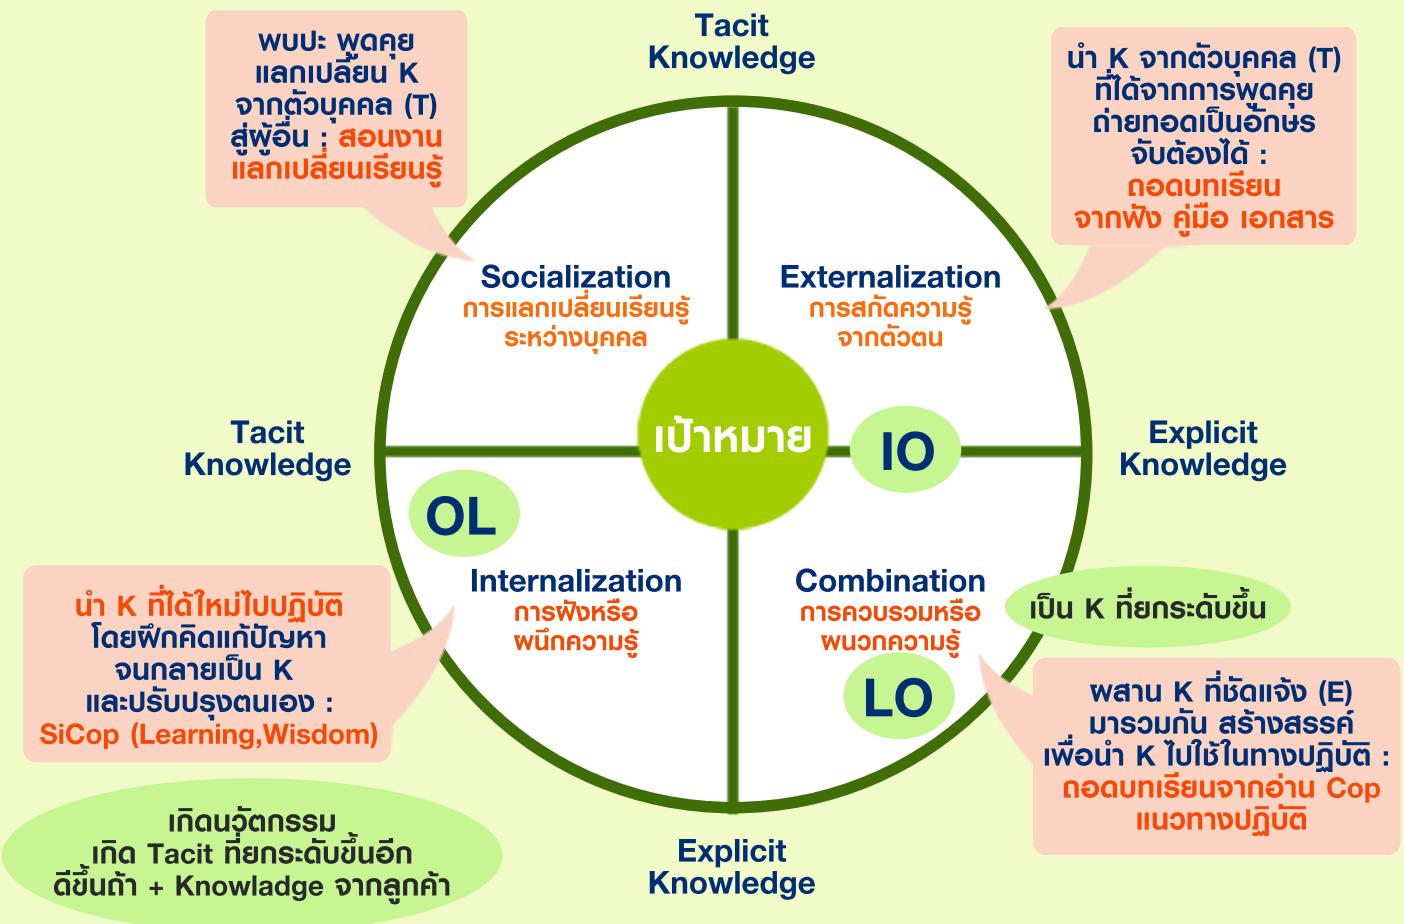 Tacit
Knowledge
พบปะ พูดคุย
แลกเปลี่ยน K
จากตัวบุคคล (T)
สู่ผู้อื่น : สอนงาน
แลกเปลี่ยนเรียนรู้
นำ K จากตัวบุคคล (T)
ที่ได้จากการพูดคุย
ถ่ายทอดเป็นอักษร
จับต้องได้ :
ถอดบทเรียน
จากฟัง คู่มือ เอกสาร
Socialization
การแลกเปลี่ยนเรียนรู้
ระหว่างบุคคล
Externalization
การสกัดความรู้
จากตัวตน
Tacit
Knowledge
เป้าหมาย
IO
Explicit
Knowledge
OL
Internalization
การฝังหรือ
ผนึกความรู้
Combination
การควบรวมหรือ
ผนวกความรู้
LO
เป็น K ที่ยกระดับขึ้น
นำ K ที่ได้ใหม่ไปปฏิบัติ
โดยฝึกคิดแก้ปัญหา
จนกลายเป็น K
และปรับปรุงตนเอง :
SiCop (Learning,Wisdom)
ผสาน K ที่ชัดแจ้ง (E)
มารวมกัน สร้างสรรค์
เพื่อนำ K ไปใช้ในทางปฏิบัติ :
ถอดบทเรียนจากอ่าน Cop
แนวทางปฏิบัติ
เกิดนวัตกรรม
เกิด Tacit ที่ยกระดับขึ้นอีก
ดีขึ้นถ้า + Knowladge จากลูกค้า
Explicit
Knowledge